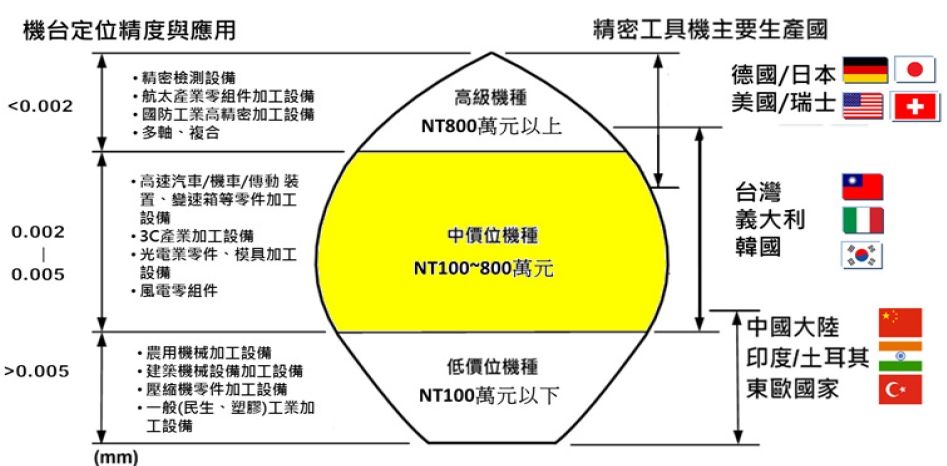 機台定位精度與應用
精密工具機主要生產國
<0.002
• 精密檢測設備
• 航太產業零組件加工設備
• 國防工業高精密加工設備
• 多軸、複合
高級機種
NT800萬元以上
德國/日本
美國/瑞士
0.002
|
0.005
• 高速汽車/機車/傳動 裝
置、變速箱等零件加工
設備
• 3C產業加工設備
• 光電業零件、模具加工
設備
• 風電零組件
中價位機種
NT100~800萬元
台灣
義大利
韓國
>0.005
• 農用機械加工設備
• 建築機械設備加工設備
• 壓縮機零件加工設備
• 一般(民生、塑膠)工業加
工設備
低價位機種
NT100萬元以下
中國大陸
印度/土耳其
東歐國家
(mm)